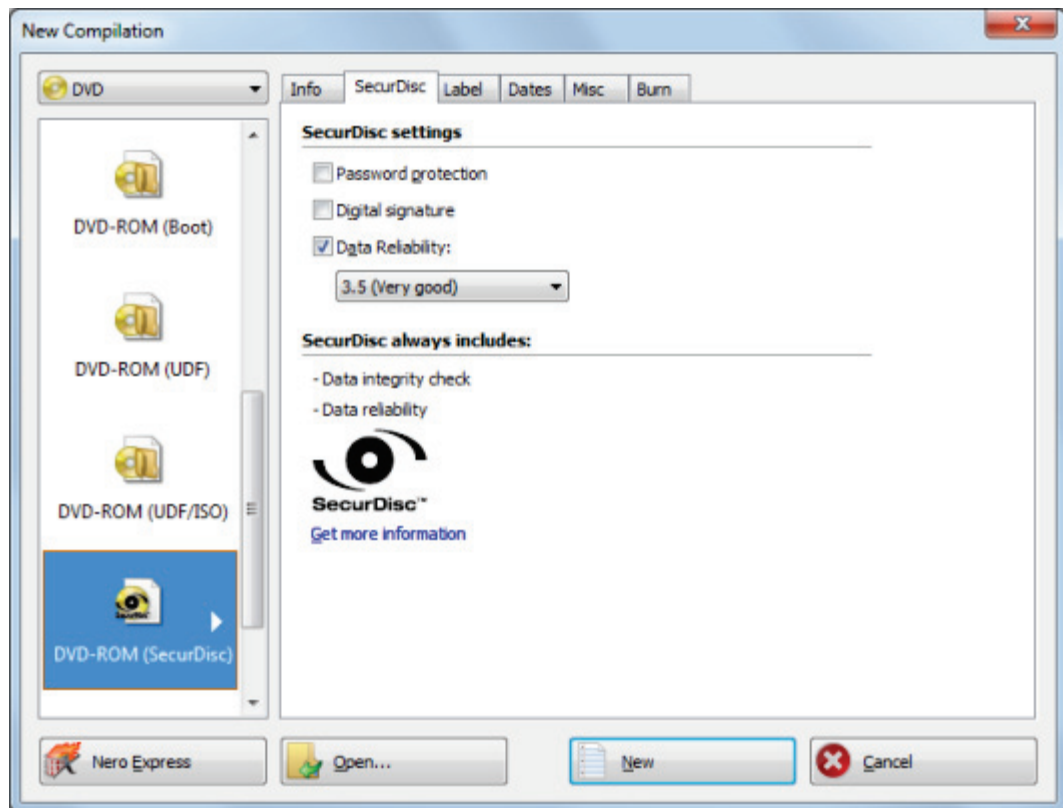 New Compilation
DVD
Info SecurDisc Label Dates Misc Burn
DVD-ROM (Boot)
DVD-ROM (UDF)
DVD-ROM (UDF/ISO)
DVD-ROM (SecurDisc)
SecurDisc settings
Password protection
Digital signature
Data Reliability:
3.5 (Very good)
SecurDisc always includes:
- Data integrity check
- Data reliability
SecurDisc™
Get more information
Nero Express
Open...
New
Cancel